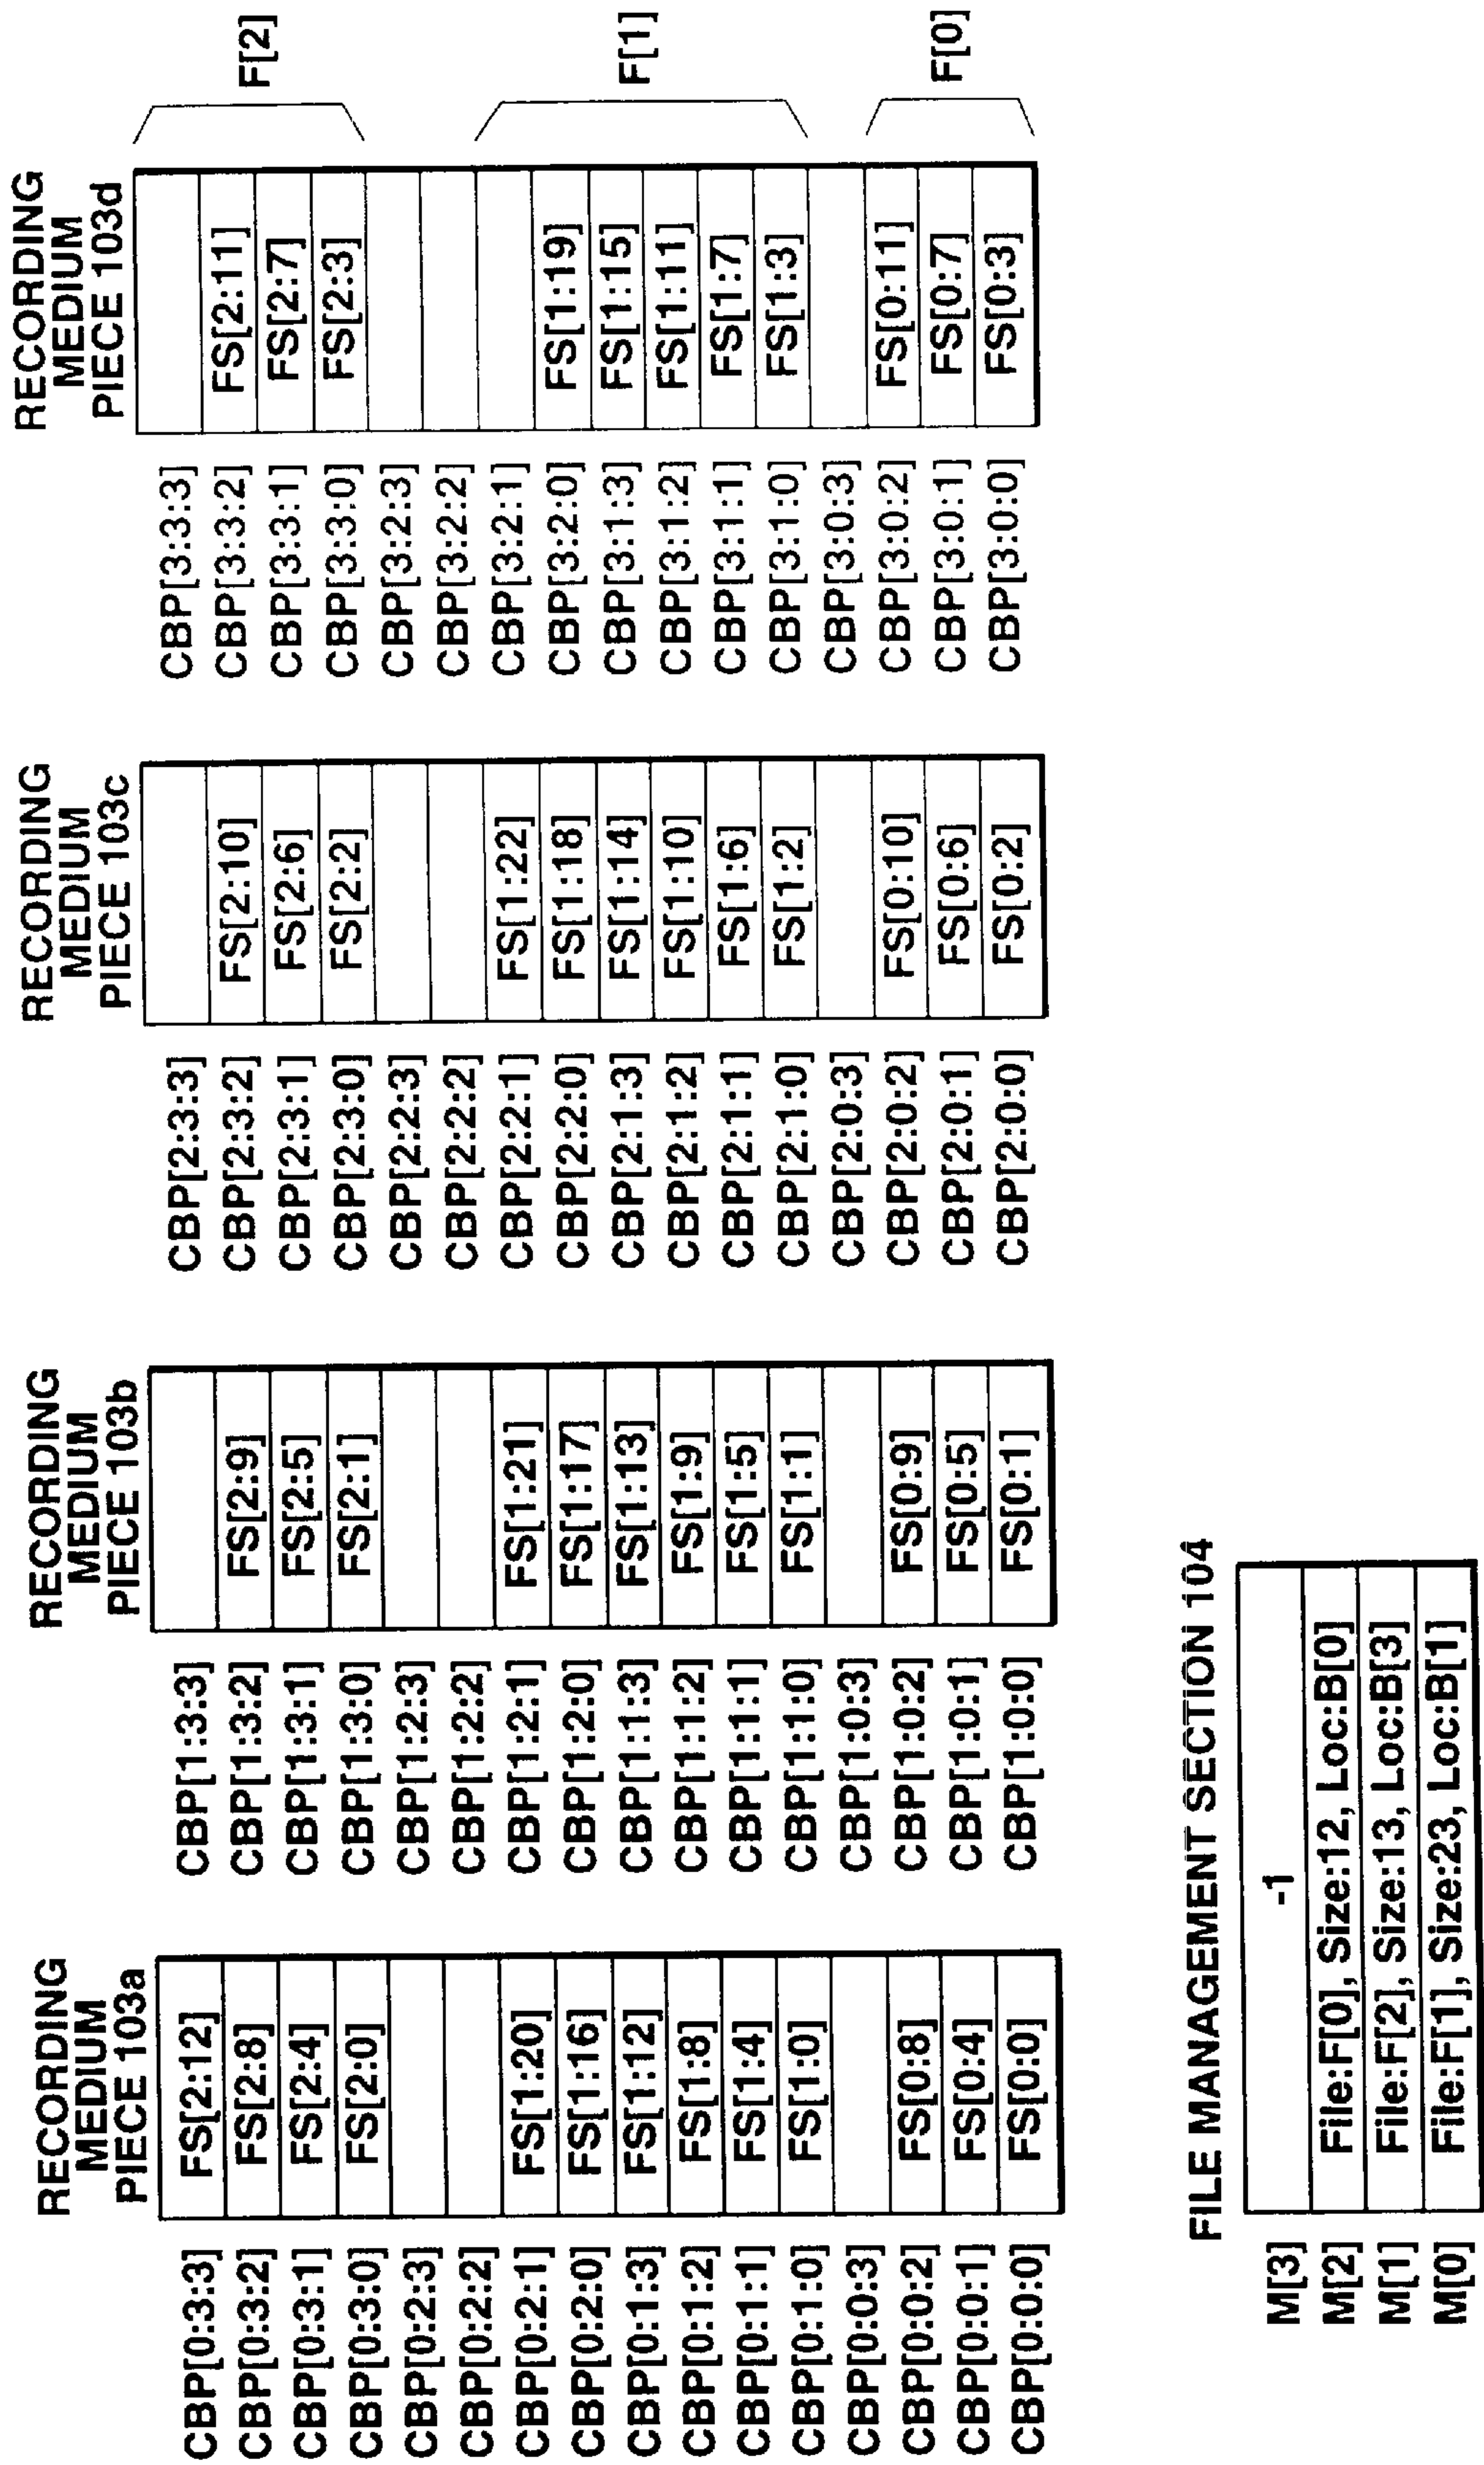 RECORDING
MEDIUM
PIECE 103a
CBP[0:3:3] FS[2:12]
CBP[0:3:2] FS[2:8]
CBP[0:3:1] FS[2:4]
CBP[0:3:0] FS[2:0]
CBP[0:2:3]
CBP[0:2:2]
CBP[0:2:1] FS[1:20]
CBP[0:2:0] FS[1:16]
CBP[0:1:3] FS[1:12]
CBP[0:1:2] FS[1:8]
CBP[0:1:1] FS[1:4]
CBP[0:1:0] FS[1:0]
CBP[0:0:3]
CBP[0:0:2] FS[0:8]
CBP[0:0:1] FS[0:4]
CBP[0:0:0] FS[0:0]
RECORDING
MEDIUM
PIECE 103b
CBP[1:3:3]
CBP[1:3:2] FS[2:9]
CBP[1:3:1] FS[2:5]
CBP[1:3:0] FS[2:1]
CBP[1:2:3]
CBP[1:2:2]
CBP[1:2:1] FS[1:21]
CBP[1:2:0] FS[1:17]
CBP[1:1:3] FS[1:13]
CBP[1:1:2] FS[1:9]
CBP[1:1:1] FS[1:5]
CBP[1:1:0] FS[1:1]
CBP[1:0:3]
CBP[1:0:2] FS[0:9]
CBP[1:0:1] FS[0:5]
CBP[1:0:0] FS[0:1]
RECORDING
MEDIUM
PIECE 103c
CBP[2:3:3]
CBP[2:3:2] FS[2:10]
CBP[2:3:1] FS[2:6]
CBP[2:3:0] FS[2:2]
CBP[2:2:3]
CBP[2:2:2]
CBP[2:2:1] FS[1:22]
CBP[2:2:0] FS[1:18]
CBP[2:1:3] FS[1:14]
CBP[2:1:2] FS[1:10]
CBP[2:1:1] FS[1:6]
CBP[2:1:0] FS[1:2]
CBP[2:0:3]
CBP[2:0:2] FS[0:10]
CBP[2:0:1] FS[0:6]
CBP[2:0:0] FS[0:2]
RECORDING
MEDIUM
PIECE 103d
CBP[3:3:3]
CBP[3:3:2] FS[2:11]
CBP[3:3:1] FS[2:7]
CBP[3:3:0] FS[2:3]
CBP[3:2:3]
CBP[3:2:2]
CBP[3:2:1]
CBP[3:2:0] FS[1:19]
CBP[3:1:3] FS[1:15]
CBP[3:1:2] FS[1:11]
CBP[3:1:1] FS[1:7]
CBP[3:1:0] FS[1:3]
CBP[3:0:3]
CBP[3:0:2] FS[0:11]
CBP[3:0:1] FS[0:7]
CBP[3:0:0] FS[0:3]
F[2]
F[1]
F[0]
FILE MANAGEMENT SECTION 104
M[3] -1
M[2] File:F[0], Size:12, Loc:B[0]
M[1] File:F[2], Size:13, Loc:B[3]
M[0] File:F[1], Size:23, Loc:B[1]